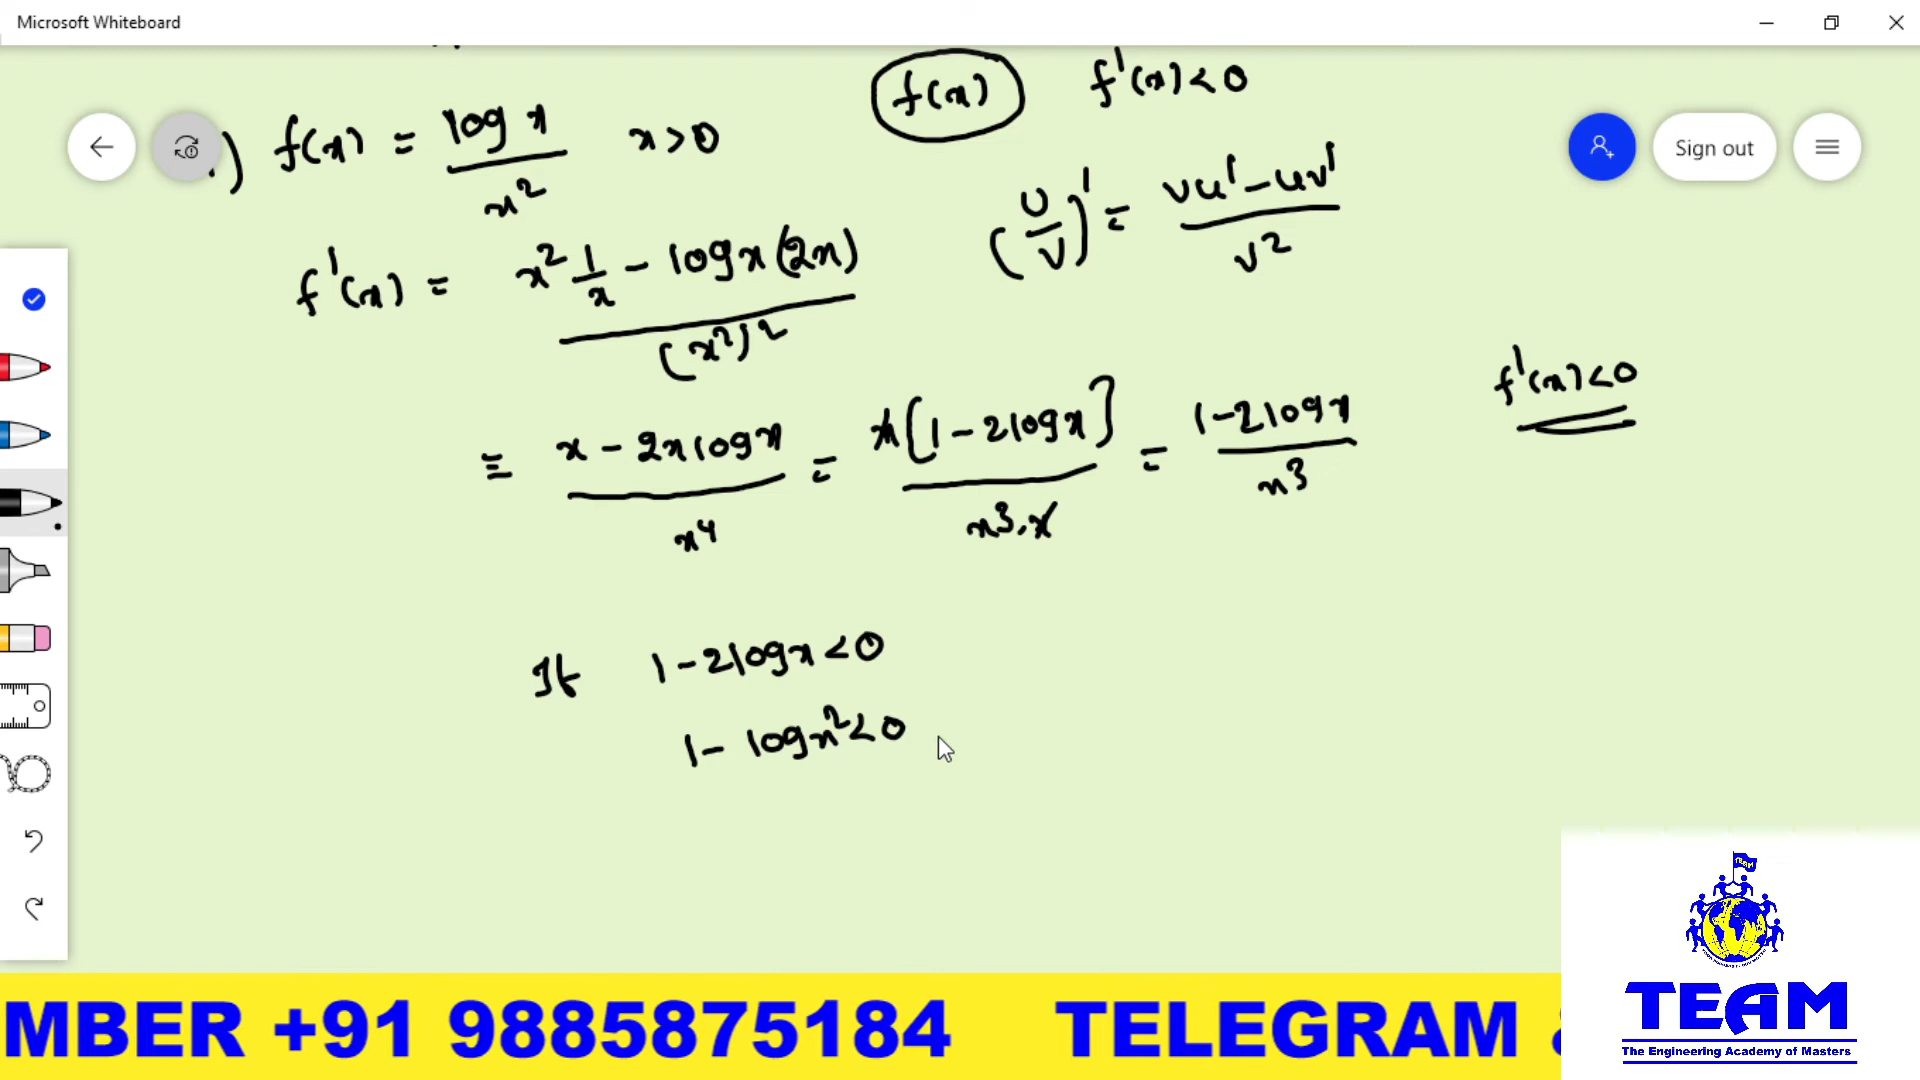 Microsoft Whiteboard
f(x) f'(x) < 0
) f(x) = log x / x² x > 0
(U/V)' = vu' - uv' / v²
f'(x) = x² 1/x - log x (2x) / (x²)²
f'(x) < 0
= x - 2x log x / x⁴ = x[1 - 2 log x] / x³.x = 1 - 2 log x / x³
If 1 - 2 log x < 0
1 - log x² < 0
Sign out
MBER +91 9885875184 TELEGRAM
TEAM
The Engineering Academy of Masters